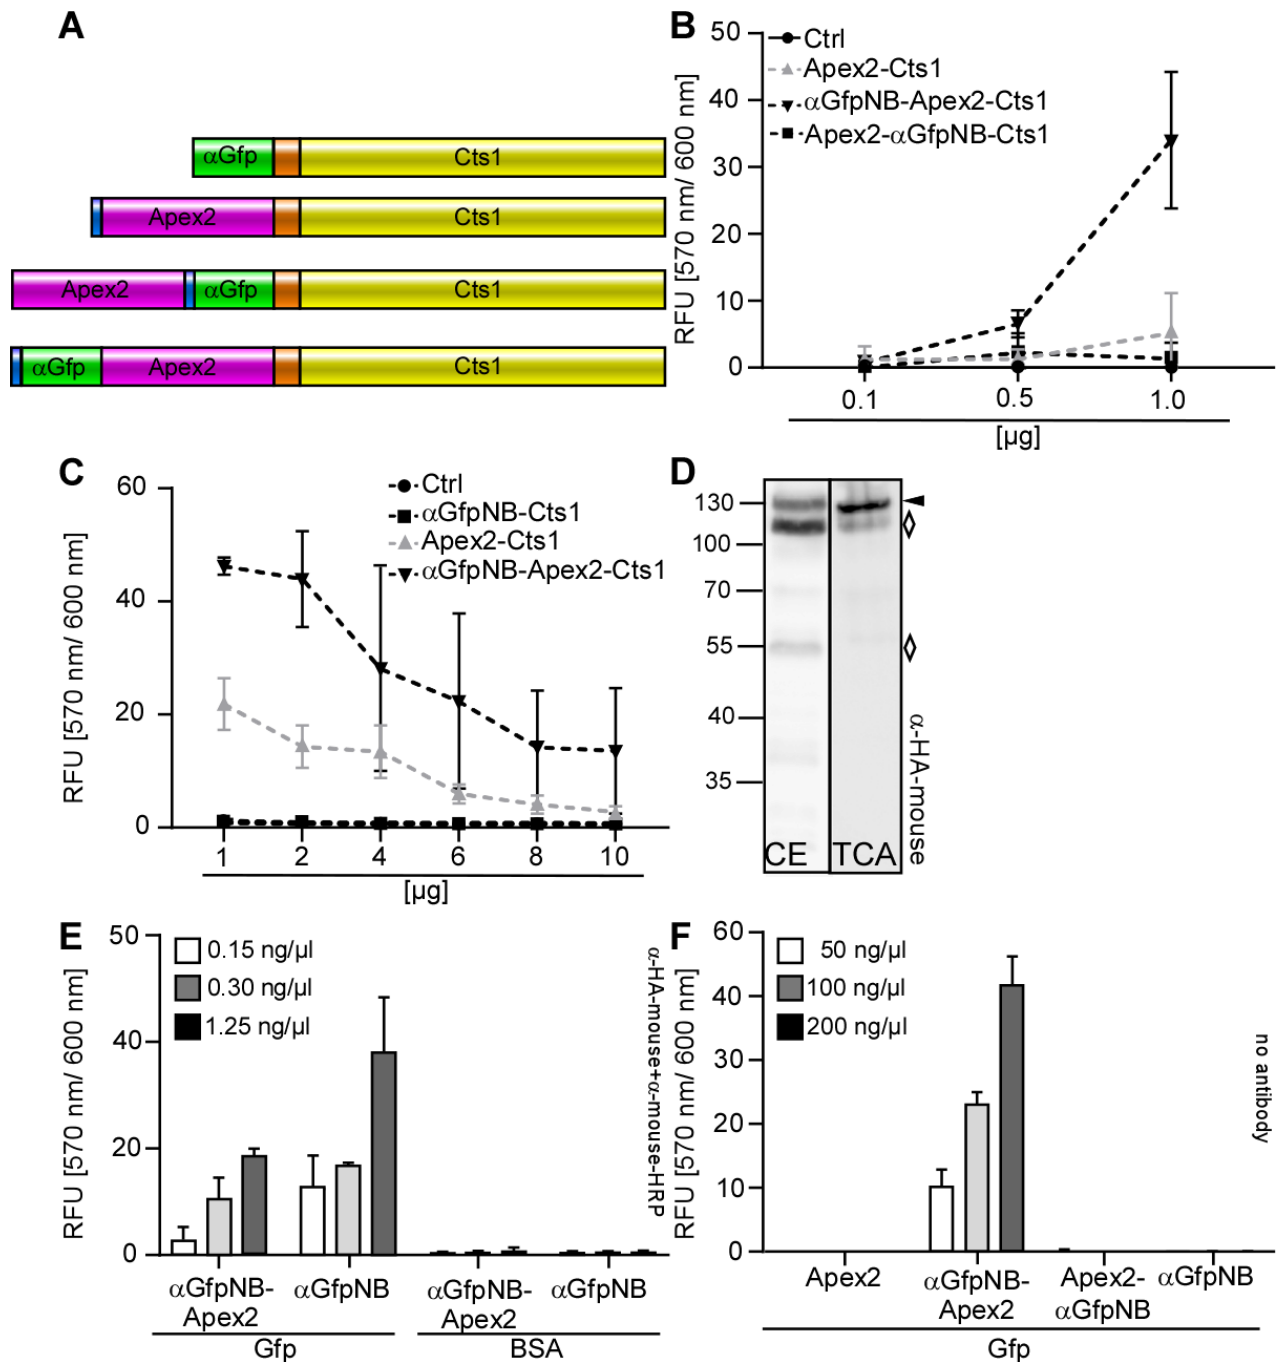 A
αGfp
Cts1
Apex2
Cts1
Apex2
αGfp
Cts1
αGfp
Apex2
Cts1
B
RFU [570 nm/ 600 nm]
50
40
30
20
10
0
Ctrl
Apex2-Cts1
αGfpNB-Apex2-Cts1
Apex2-αGfpNB-Cts1
0.1
0.5
1.0
[µg]
C
RFU [570 nm/ 600 nm]
60
40
20
0
Ctrl
αGfpNB-Cts1
Apex2-Cts1
αGfpNB-Apex2-Cts1
1
2
4
6
8
10
[µg]
D
130
100
70
55
40
35
CE
TCA
α-HA-mouse
E
RFU [570 nm/ 600 nm]
50
40
20
0
0.15 ng/µl
0.30 ng/µl
1.25 ng/µl
α-HA-mouse+α-mouse-HRP
αGfpNB-
Apex2
αGfpNB
αGfpNB-
Apex2
αGfpNB
Gfp
BSA
F
RFU [570 nm/ 600 nm]
60
40
30
20
10
0
50 ng/µl
100 ng/µl
200 ng/µl
no antibody
Apex2
αGfpNB-
Apex2
Apex2-
αGfpNB
αGfpNB
Gfp